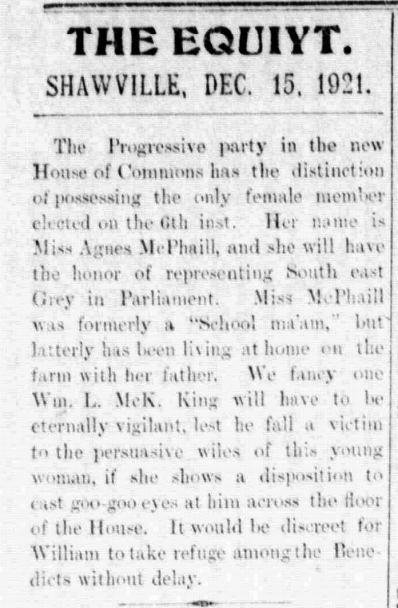 THE EQUIYT.
SHAWVILLE, DEC. 15, 1921.
The Progressive party in the new
House of Commons has the distinction
of possessing the only female member
elected on the 6th inst. Her name is
Miss Agnes McPhaill, and she will have
the honor of representing South east
Grey in Parliament. Miss McPhaill
was formerly a "School ma'am," but
latterly has been living at home on the
farm with her father. We fancy one
Wm. L. McK. King will have to be
eternally vigilant, lest he fall a victim
to the persuasive wiles of this young
woman, if she shows a disposition to
cast goo-goo eyes at him across the floor
of the House. It would be discreet for
William to take refuge among the Bene-
dicts without delay.